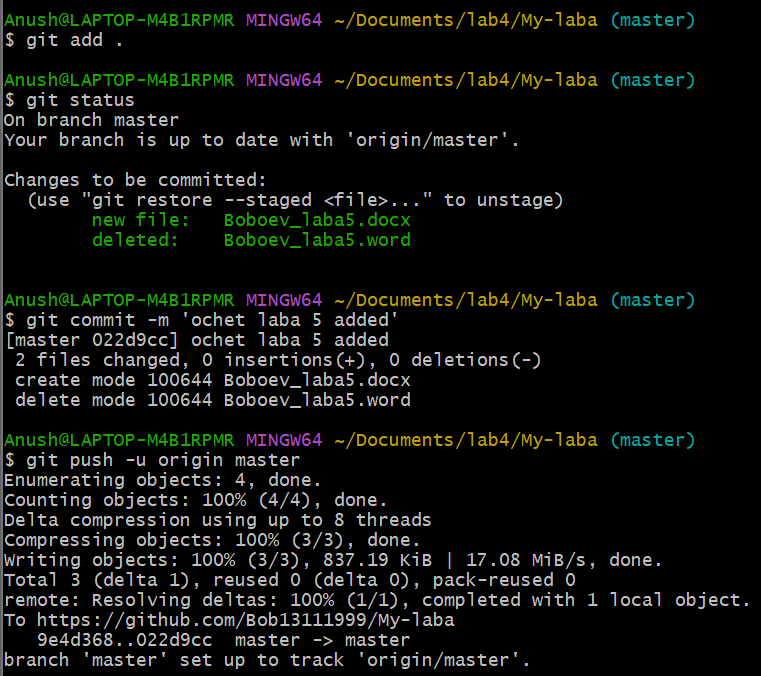 Anush@LAPTOP-M4B1RPMR MINGW64 ~/Documents/lab4/My-laba (master)
$ git add .
Anush@LAPTOP-M4B1RPMR MINGW64 ~/Documents/lab4/My-laba (master)
$ git status
On branch master
Your branch is up to date with 'origin/master'.
Changes to be committed:
  (use "git restore --staged <file>..." to unstage)
        new file:   Boboev_laba5.docx
        deleted:    Boboev_laba5.word
Anush@LAPTOP-M4B1RPMR MINGW64 ~/Documents/lab4/My-laba (master)
$ git commit -m 'ochet laba 5 added'
[master 022d9cc] ochet laba 5 added
 2 files changed, 0 insertions(+), 0 deletions(-)
 create mode 100644 Boboev_laba5.docx
 delete mode 100644 Boboev_laba5.word
Anush@LAPTOP-M4B1RPMR MINGW64 ~/Documents/lab4/My-laba (master)
$ git push -u origin master
Enumerating objects: 4, done.
Counting objects: 100% (4/4), done.
Delta compression using up to 8 threads
Compressing objects: 100% (3/3), done.
Writing objects: 100% (3/3), 837.19 KiB | 17.08 MiB/s, done.
Total 3 (delta 1), reused 0 (delta 0), pack-reused 0
remote: Resolving deltas: 100% (1/1), completed with 1 local object.
To https://github.com/Bob13111999/My-laba
   9e4d368..022d9cc  master -> master
branch 'master' set up to track 'origin/master'.